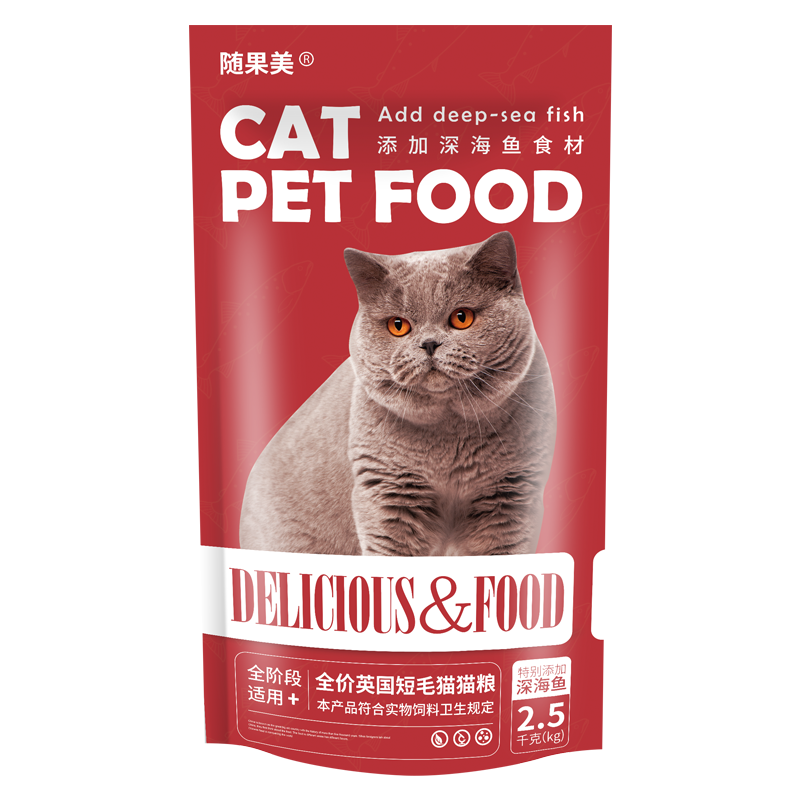 随果美®
CAT
Add deep-sea fish
添加深海鱼食材
PET FOOD
DELICIOUS&FOOD
全阶段
适用+
全价英国短毛猫猫粮
本产品符合实物饲料卫生规定
特别添加
深海鱼
2.5
千克(kg)